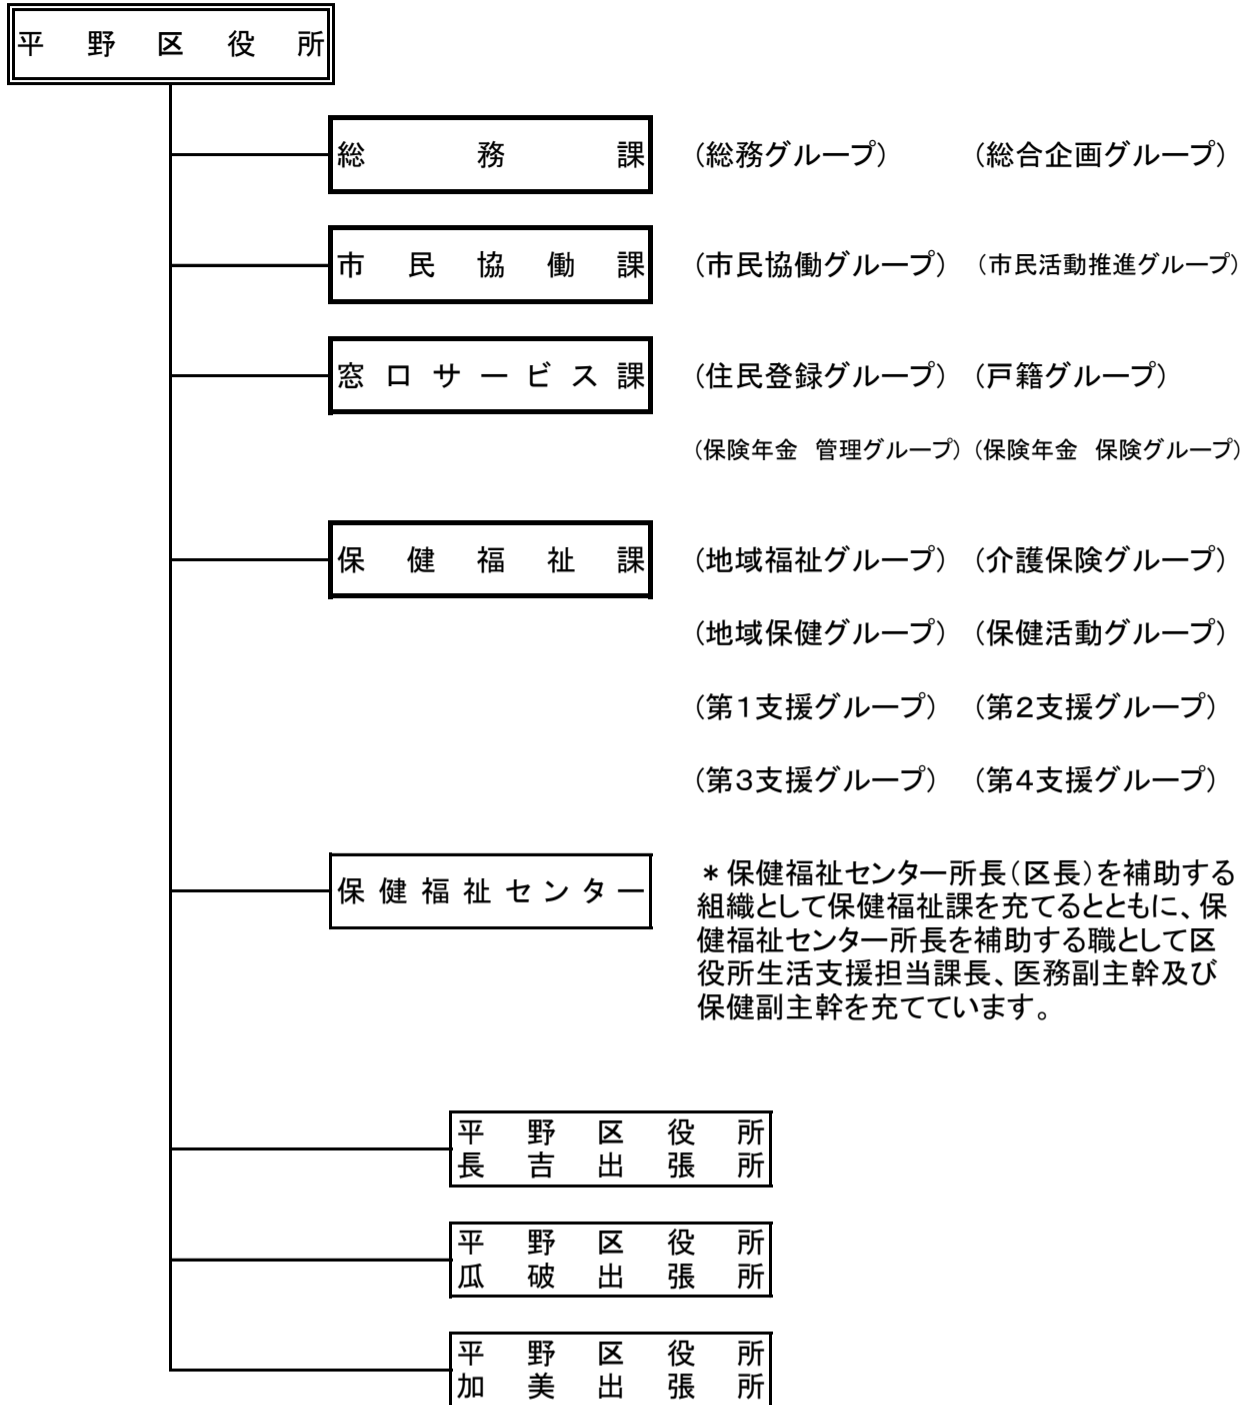 平野区役所
総務課 (総務グループ) (総合企画グループ)
市民協働課 (市民協働グループ) (市民活動推進グループ)
窓口サービス課 (住民登録グループ) (戸籍グループ)
(保険年金　管理グループ) (保険年金　保険グループ)
保健福祉課 (地域福祉グループ) (介護保険グループ)
(地域保健グループ) (保健活動グループ)
(第1支援グループ) (第2支援グループ)
(第3支援グループ) (第4支援グループ)
保健福祉センター
＊保健福祉センター所長(区長)を補助する
組織として保健福祉課を充てるとともに、保
健福祉センター所長を補助する職として区
役所生活支援担当課長、医務副主幹及び
保健副主幹を充てています。
平野区役所
長吉出張所
平野区役所
瓜破出張所
平野区役所
加美出張所